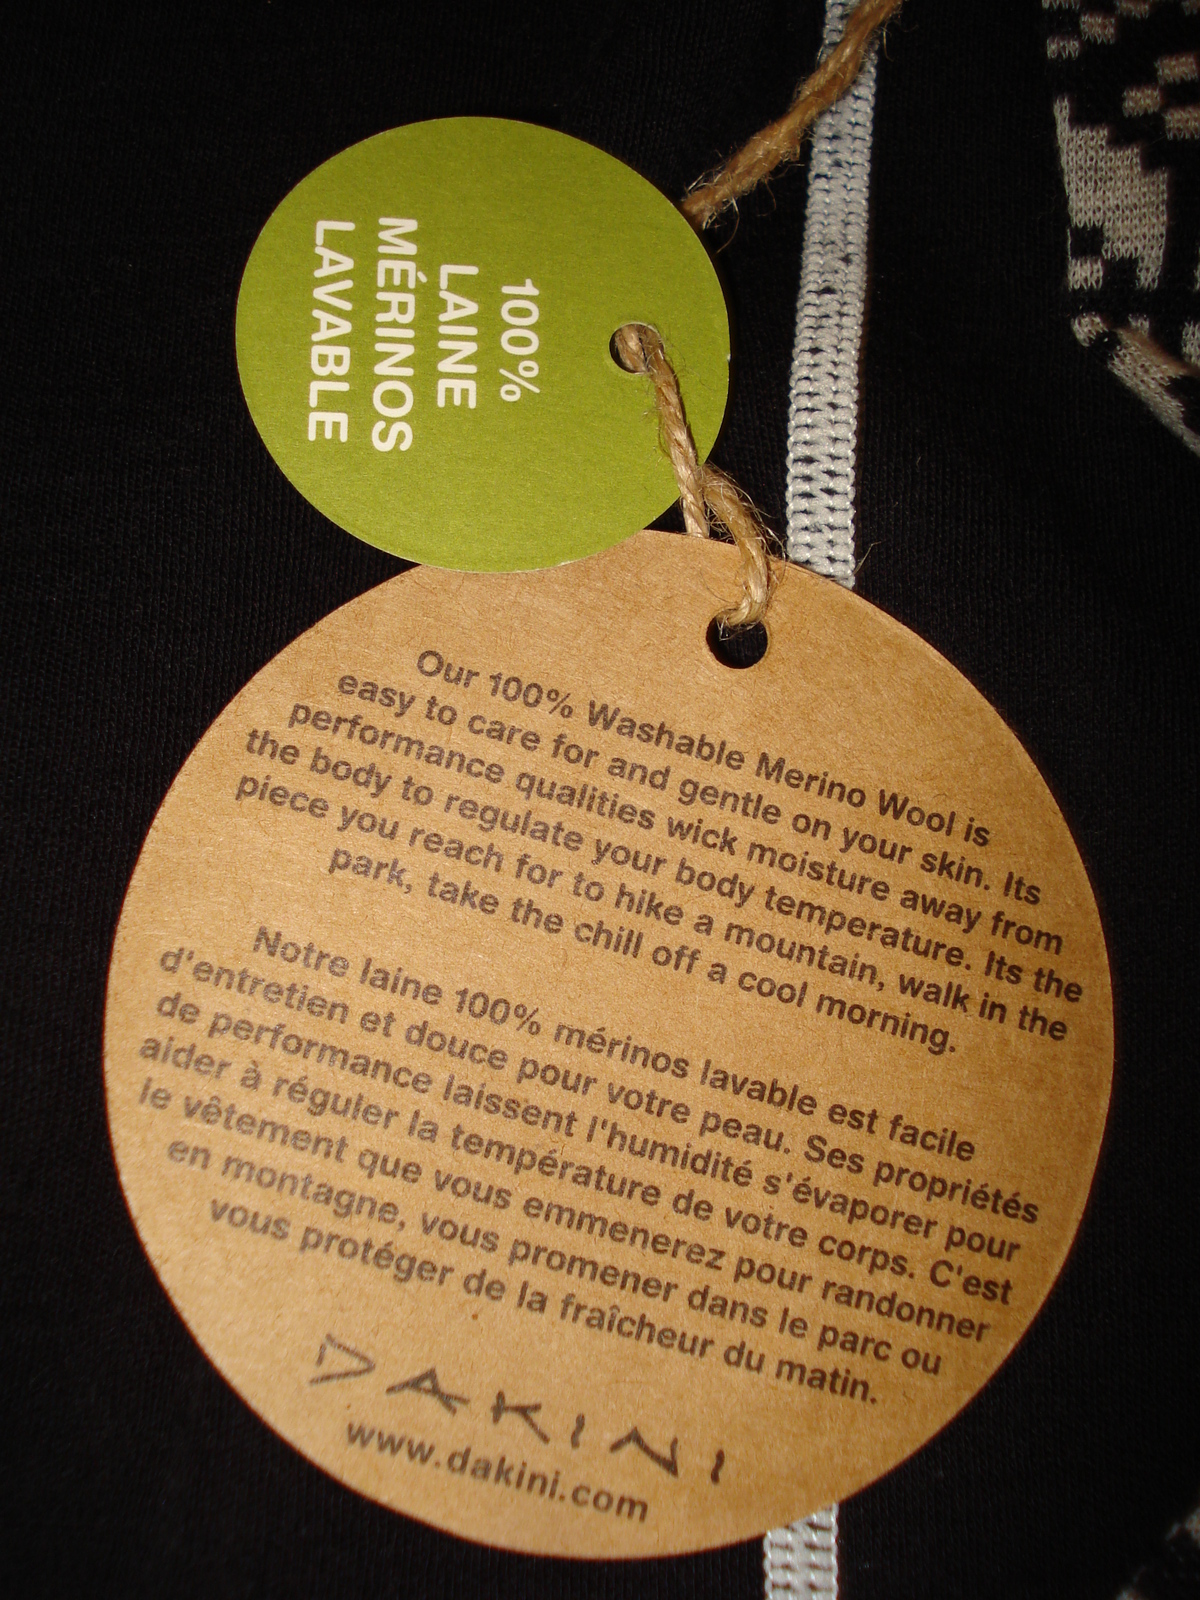 100%
LAINE
MÉRINOS
LAVABLE
Our 100% Washable Merino Wool is
easy to care for and gentle on your skin. Its
performance qualities wick moisture away from
the body to regulate your body temperature. Its the
piece you reach for to hike a mountain, walk in the
park, take the chill off a cool morning.
Notre laine 100% mérinos lavable est facile
d'entretien et douce pour votre peau. Ses propriétés
de performance laissent l'humidité s'évaporer pour
aider à réguler la température de votre corps. C'est
le vêtement que vous emmenerez pour randonner
en montagne, vous promener dans le parc ou
vous protéger de la fraîcheur du matin.
DAKINI
www.dakini.com